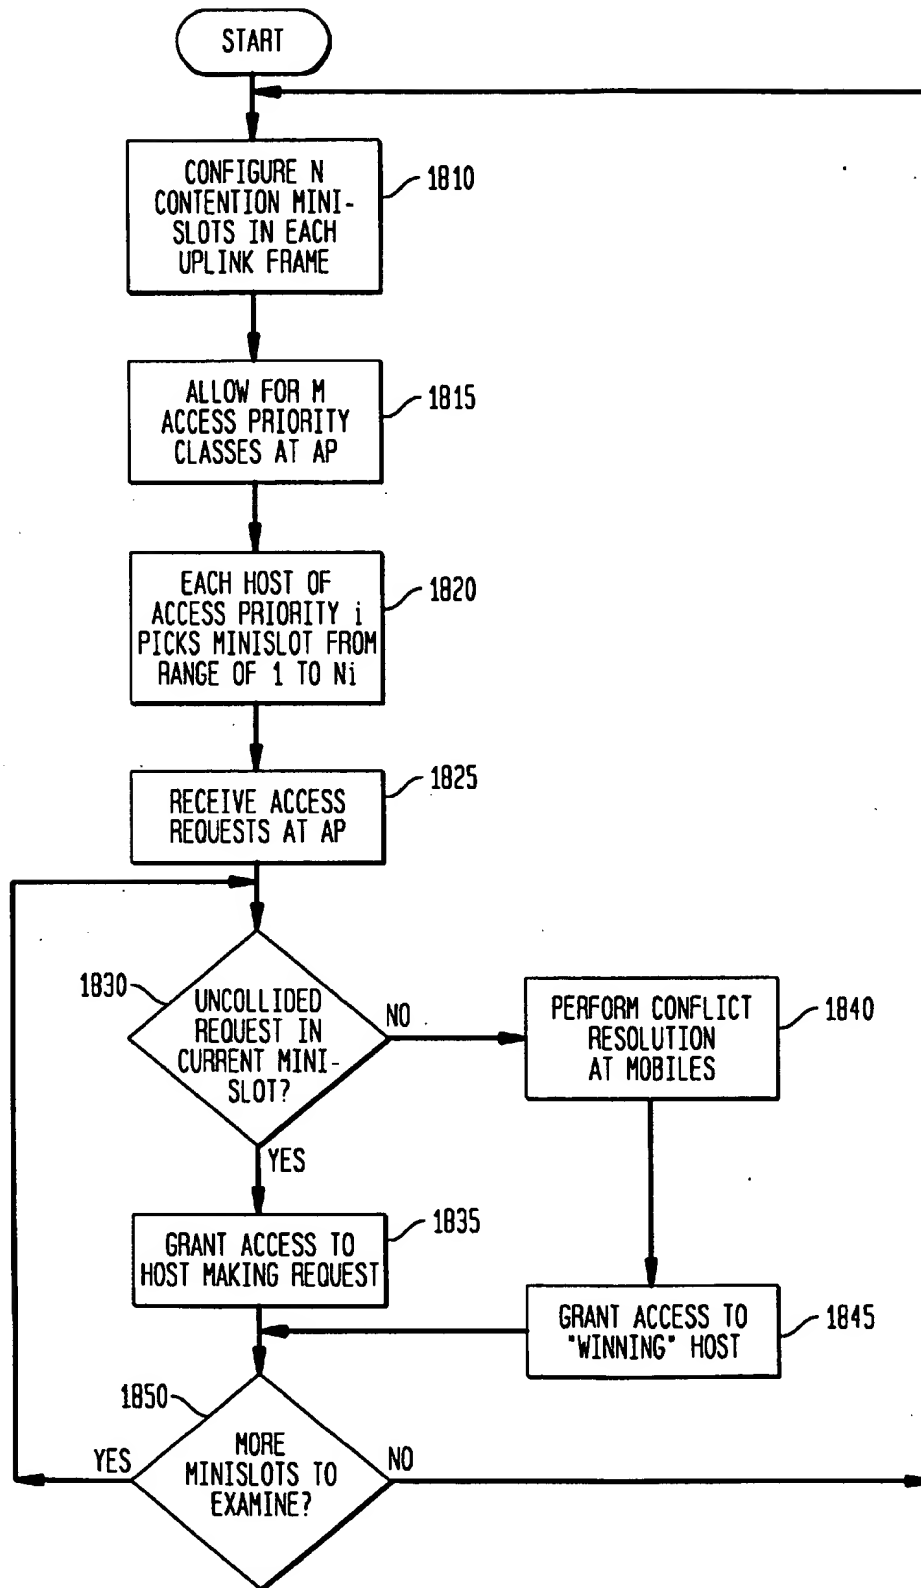 START
CONFIGURE N
CONTENTION MINI-
SLOTS IN EACH
UPLINK FRAME
1810
ALLOW FOR M
ACCESS PRIORITY
CLASSES AT AP
1815
EACH HOST OF
ACCESS PRIORITY i
PICKS MINISLOT FROM
RANGE OF 1 TO Ni
1820
RECEIVE ACCESS
REQUESTS AT AP
1825
1830
UNCOLLIDED
REQUEST IN
CURRENT MINI-
SLOT?
NO
YES
PERFORM CONFLICT
RESOLUTION
AT MOBILES
1840
GRANT ACCESS TO
HOST MAKING REQUEST
1835
GRANT ACCESS TO
"WINNING" HOST
1845
1850
MORE
MINISLOTS TO
EXAMINE?
YES
NO